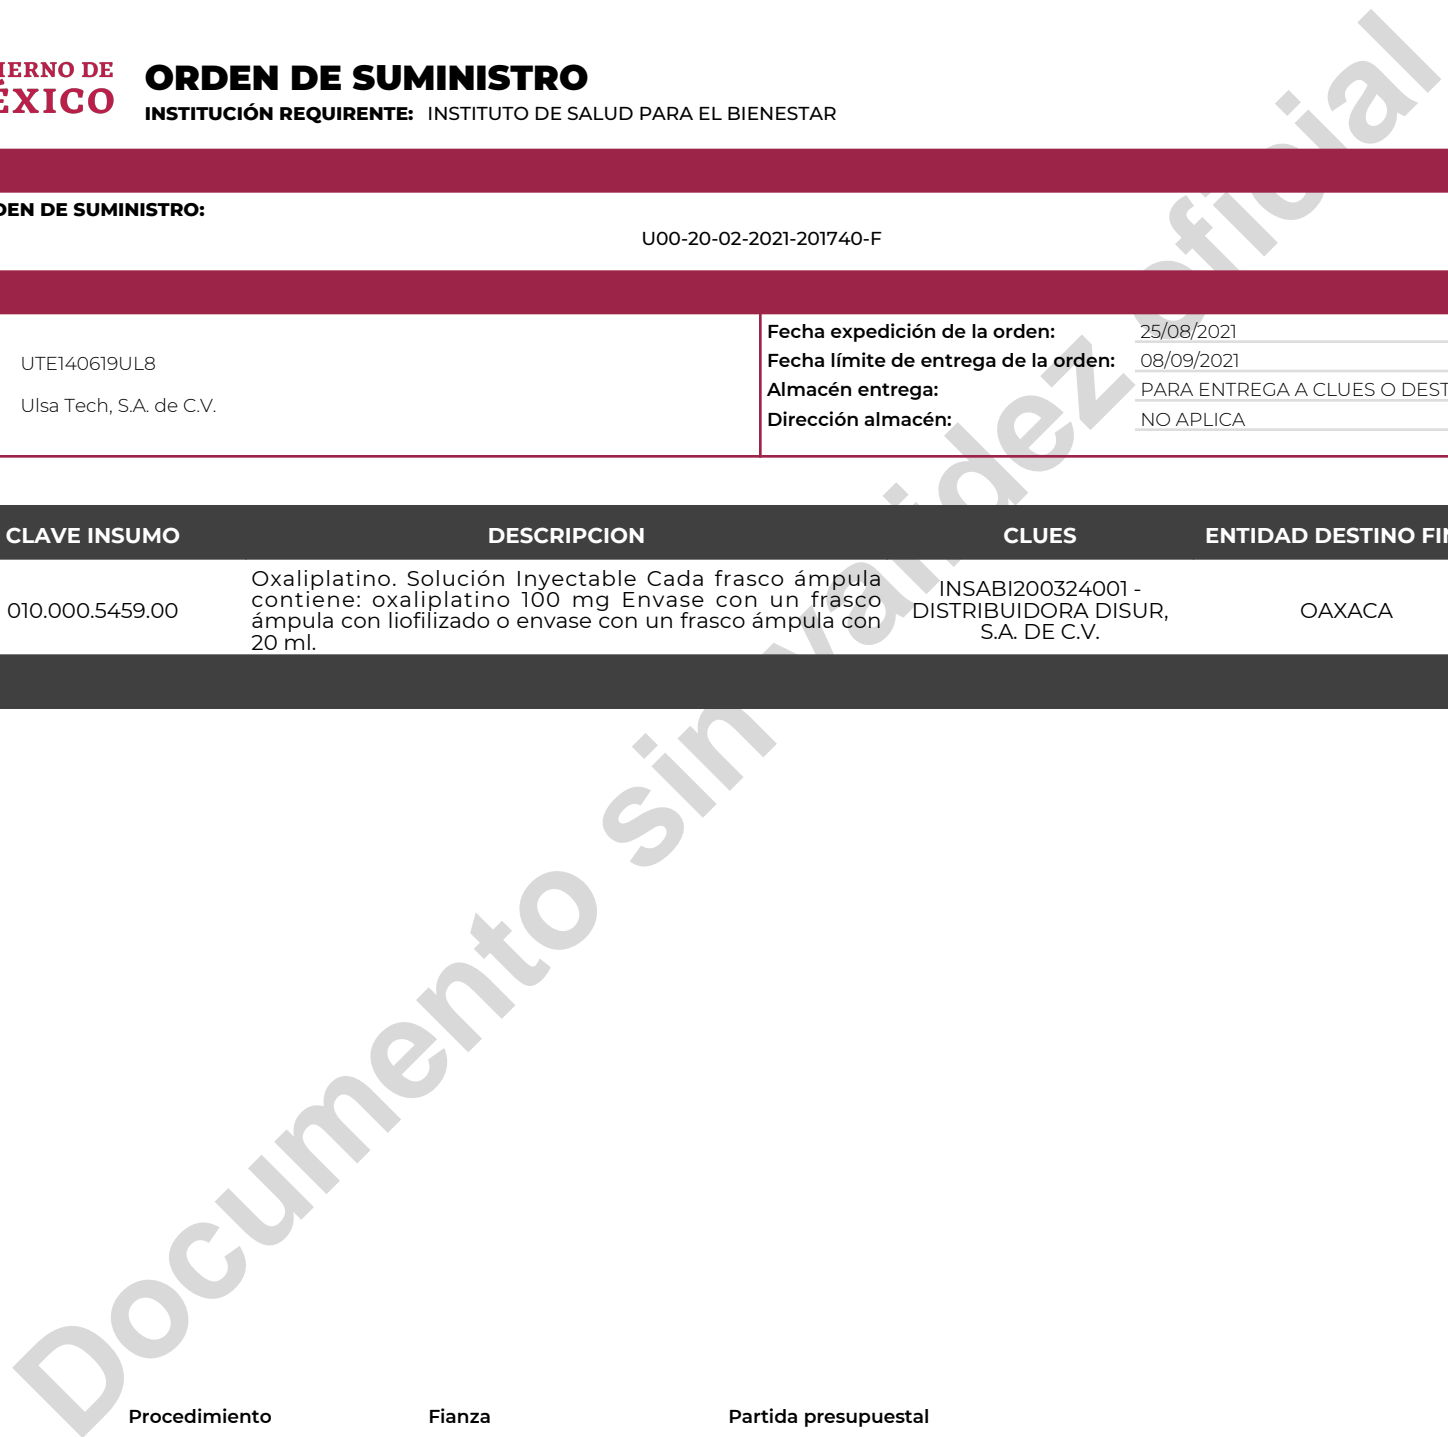 IERNO DE
ÉXICO
ORDEN DE SUMINISTRO
INSTITUCIÓN REQUIRENTE: INSTITUTO DE SALUD PARA EL BIENESTAR
DEN DE SUMINISTRO:
U00-20-02-2021-201740-F
UTE140619UL8
Ulsa Tech, S.A. de C.V.
Fecha expedición de la orden: 25/08/2021
Fecha límite de entrega de la orden: 08/09/2021
Almacén entrega: PARA ENTREGA A CLUES O DEST
Dirección almacén: NO APLICA
CLAVE INSUMO DESCRIPCION CLUES ENTIDAD DESTINO FIN
010.000.5459.00
Oxaliplatino. Solución Inyectable Cada frasco ámpula
contiene: oxaliplatino 100 mg Envase con un frasco
ámpula con liofilizado o envase con un frasco ámpula con
20 ml.
INSABI200324001 -
DISTRIBUIDORA DISUR,
S.A. DE C.V.
OAXACA
Documento sin validez oficial
Procedimiento Fianza Partida presupuestal